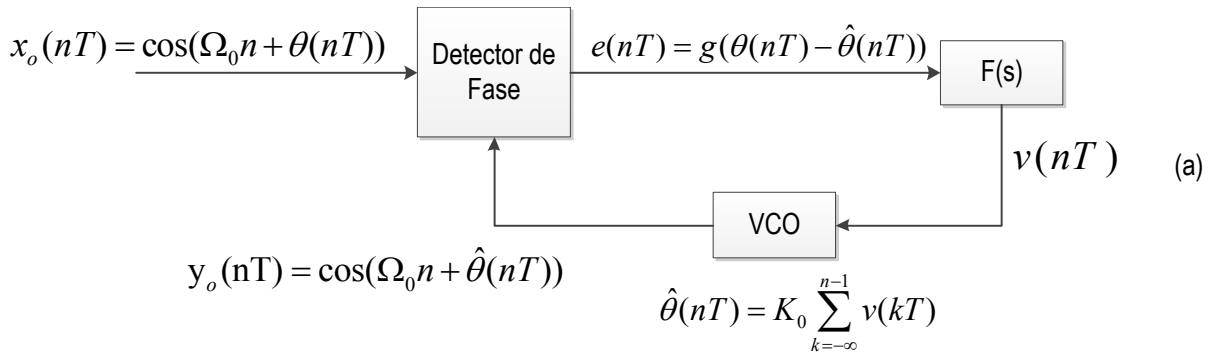 x_o(nT) = cos(Ω_0 n + θ(nT))
Detector de
Fase
e(nT) = g(θ(nT) − θ̂(nT))
F(s)
v(nT)
(a)
VCO
y_o(nT) = cos(Ω_0 n + θ̂(nT))
θ̂(nT) = K_0 ∑_{k=−∞}^{n−1} v(kT)